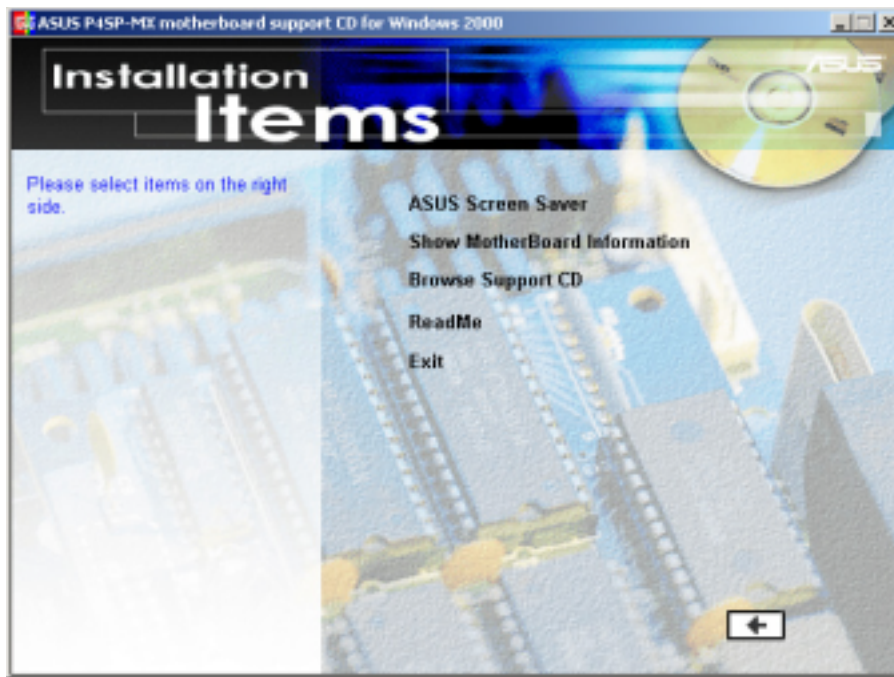 ASUS P4SP-MX motherboard support CD for Windows 2000
Installation
Items
ASUS
Please select items on the right
side.
ASUS Screen Saver
Show MotherBoard Information
Browse Support CD
ReadMe
Exit